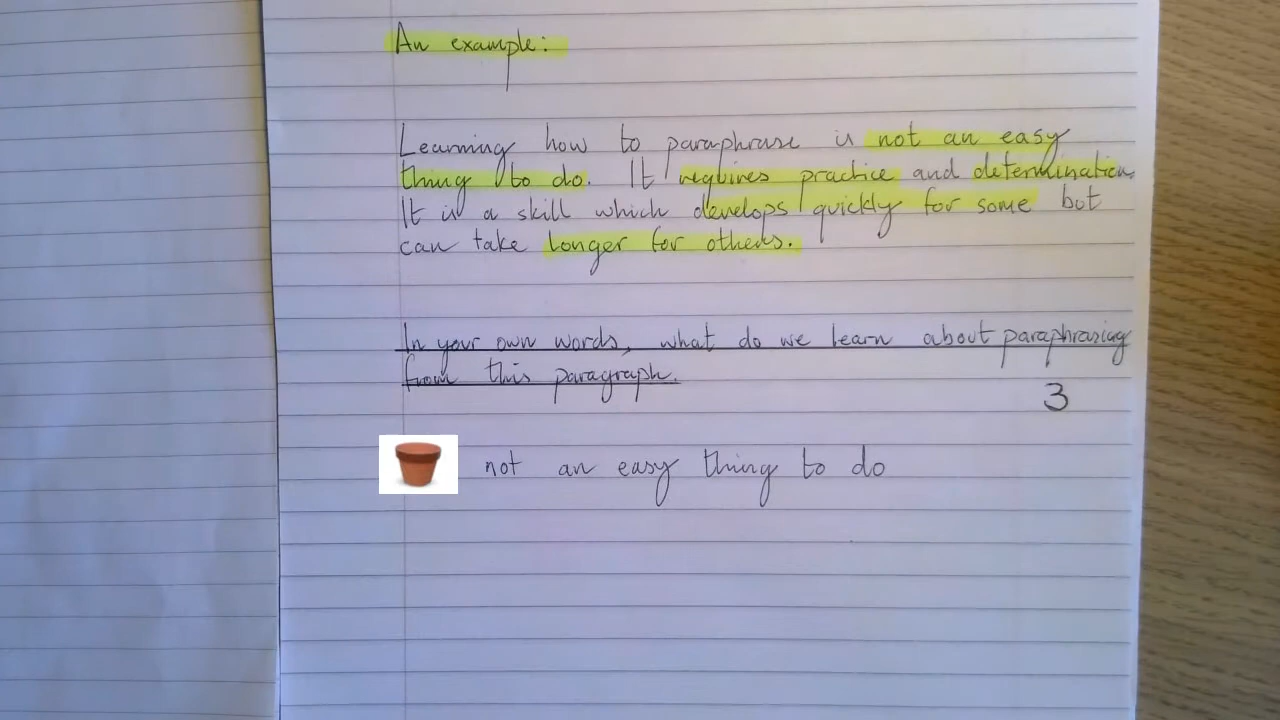 An example:
Learning how to paraphrase is not an easy
thing to do. It requires practice and determination.
It is a skill which develops quickly for some but
can take longer for others.
In your own words, what do we learn about paraphrasing
from this paragraph.
3
not an easy thing to do